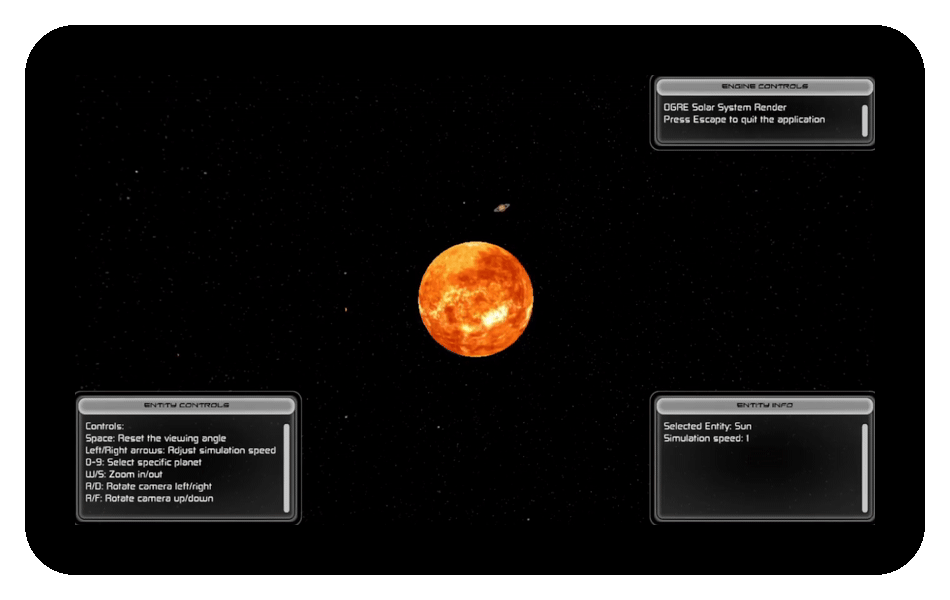 ENGINE CONTROLS
OGRE Solar System Render
Press Escape to quit the application
ENTITY CONTROLS
Controls:
Space: Reset the viewing angle
Left/Right arrows: Adjust simulation speed
0-9: Select specific planet
W/S: Zoom in/out
A/D: Rotate camera left/right
R/F: Rotate camera up/down
ENTITY INFO
Selected Entity: Sun
Simulation speed: 1